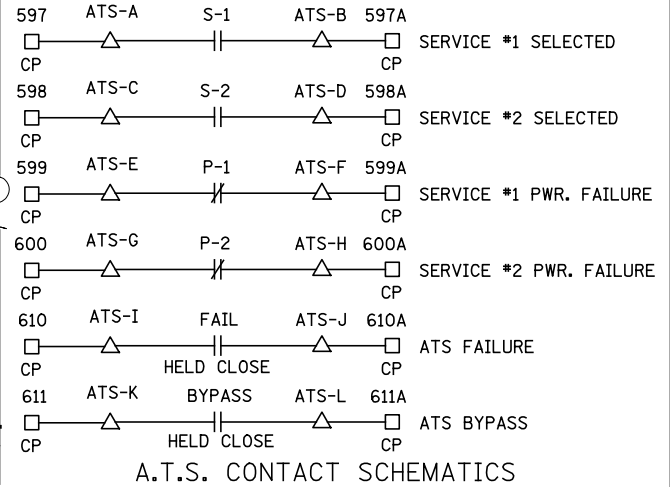 597 ATS-A S-1 ATS-B 597A
SERVICE #1 SELECTED
CP CP
598 ATS-C S-2 ATS-D 598A
SERVICE #2 SELECTED
CP CP
599 ATS-E P-1 ATS-F 599A
SERVICE #1 PWR. FAILURE
CP CP
600 ATS-G P-2 ATS-H 600A
SERVICE #2 PWR. FAILURE
CP CP
610 ATS-I FAIL ATS-J 610A
ATS FAILURE
CP HELD CLOSE CP
611 ATS-K BYPASS ATS-L 611A
ATS BYPASS
CP HELD CLOSE CP
A.T.S. CONTACT SCHEMATICS